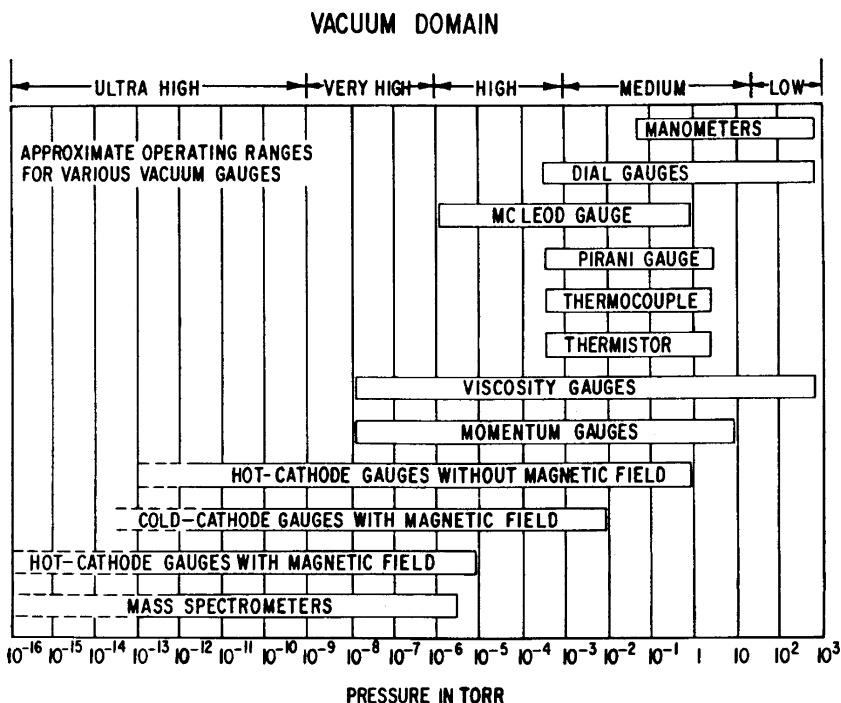 VACUUM DOMAIN
ULTRA HIGH VERY HIGH HIGH MEDIUM LOW
APPROXIMATE OPERATING RANGES
FOR VARIOUS VACUUM GAUGES
MANOMETERS
DIAL GAUGES
MC LEOD GAUGE
PIRANI GAUGE
THERMOCOUPLE
THERMISTOR
VISCOSITY GAUGES
MOMENTUM GAUGES
HOT-CATHODE GAUGES WITHOUT MAGNETIC FIELD
COLD-CATHODE GAUGES WITH MAGNETIC FIELD
HOT-CATHODE GAUGES WITH MAGNETIC FIELD
MASS SPECTROMETERS
10⁻¹⁶ 10⁻¹⁵ 10⁻¹⁴ 10⁻¹³ 10⁻¹² 10⁻¹¹ 10⁻¹⁰ 10⁻⁹ 10⁻⁸ 10⁻⁷ 10⁻⁶ 10⁻⁵ 10⁻⁴ 10⁻³ 10⁻² 10⁻¹ 1 10 10² 10³
PRESSURE IN TORR